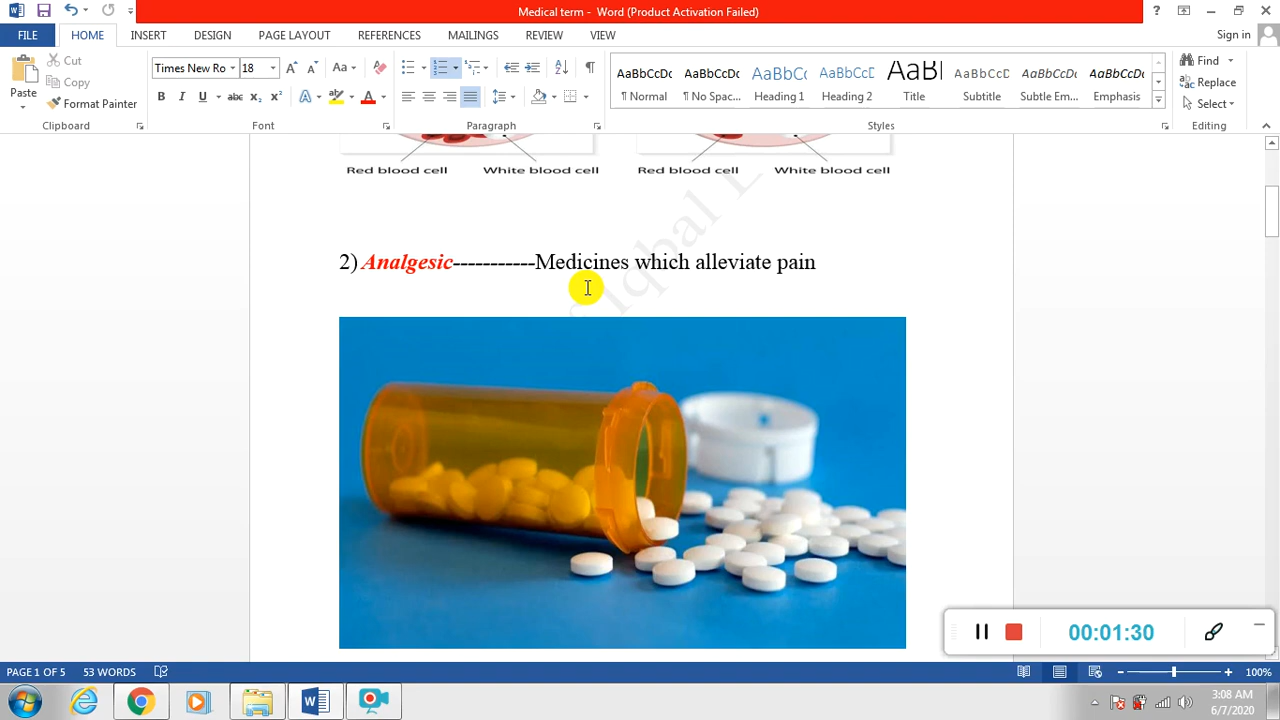 Medical term - Word (Product Activation Failed)
FILE HOME INSERT DESIGN PAGE LAYOUT REFERENCES MAILINGS REVIEW VIEW Sign in
Cut
Copy
Format Painter
Paste
Clipboard
Times New Ro 18
Font
Paragraph
AaBbCcDc AaBbCcDc AaBbCc AaBbCcE AaBl AaBbCcD AaBbCcDc AaBbCcDc
¶ Normal ¶ No Spac... Heading 1 Heading 2 Title Subtitle Subtle Em... Emphasis
Styles
Find
Replace
Select
Editing
Red blood cell White blood cell Red blood cell White blood cell
Iqbal
2) Analgesic-----------Medicines which alleviate pain
00:01:30
PAGE 1 OF 5 53 WORDS 100%
3:08 AM
6/7/2020